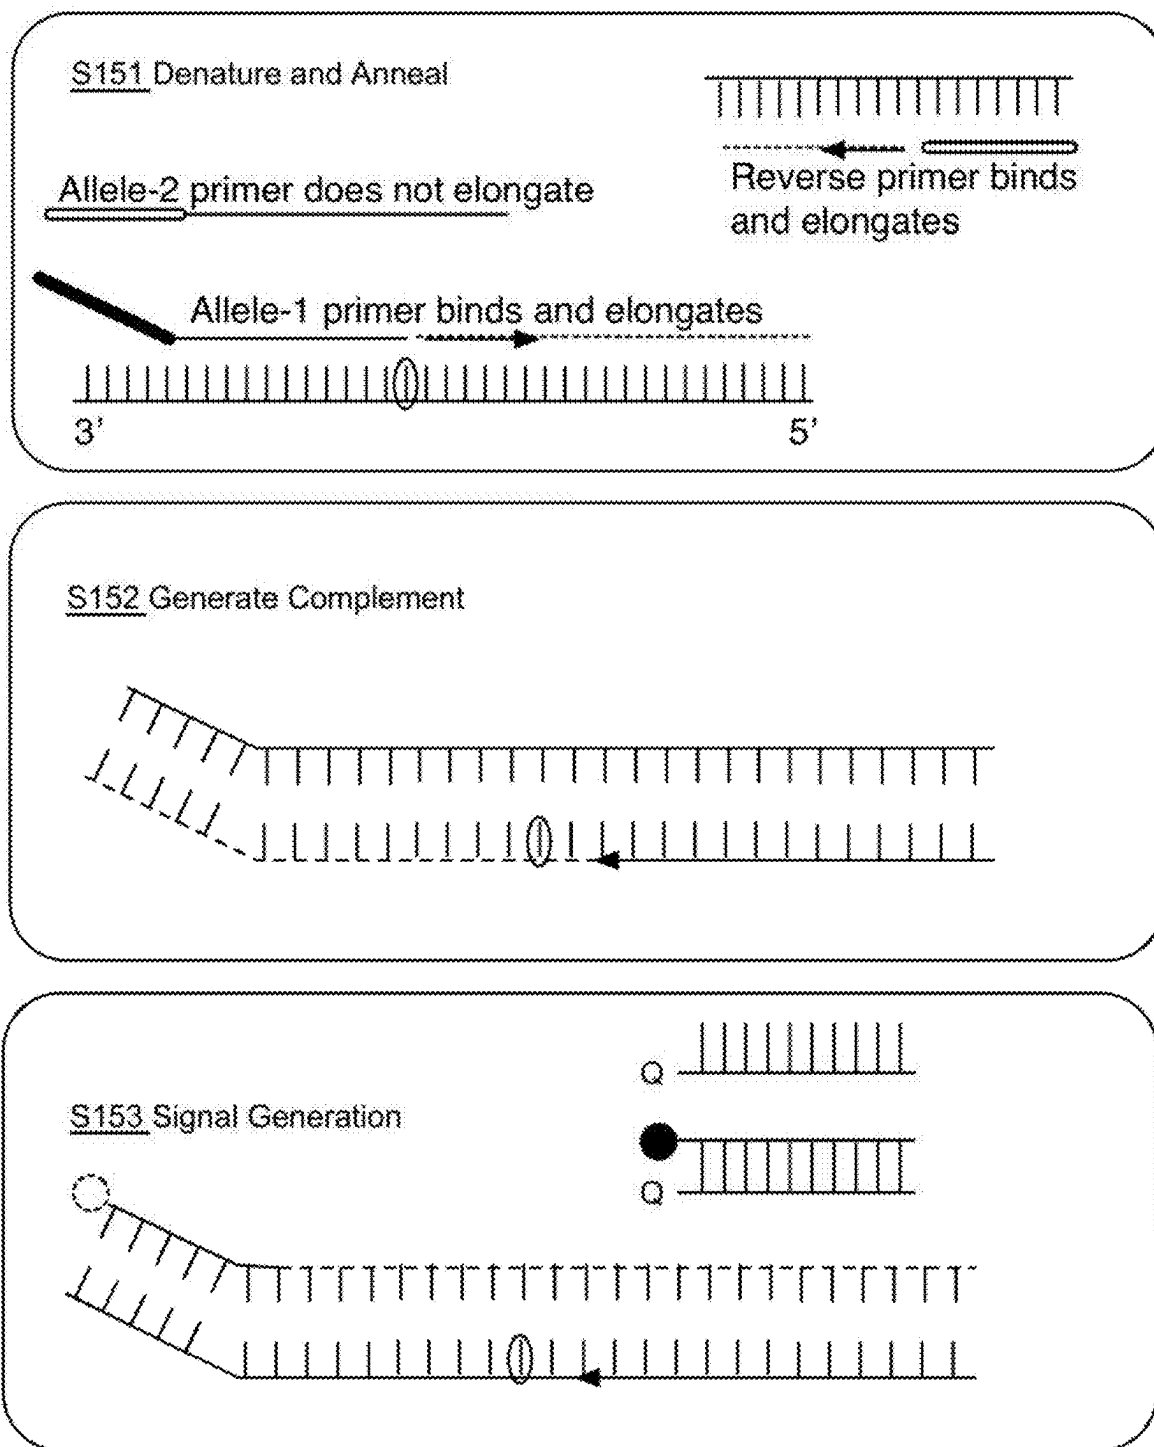 S151 Denature and Anneal
Reverse primer binds
and elongates
Allele-2 primer does not elongate
Allele-1 primer binds and elongates
3’
5’
S152 Generate Complement
S153 Signal Generation
Q
Q